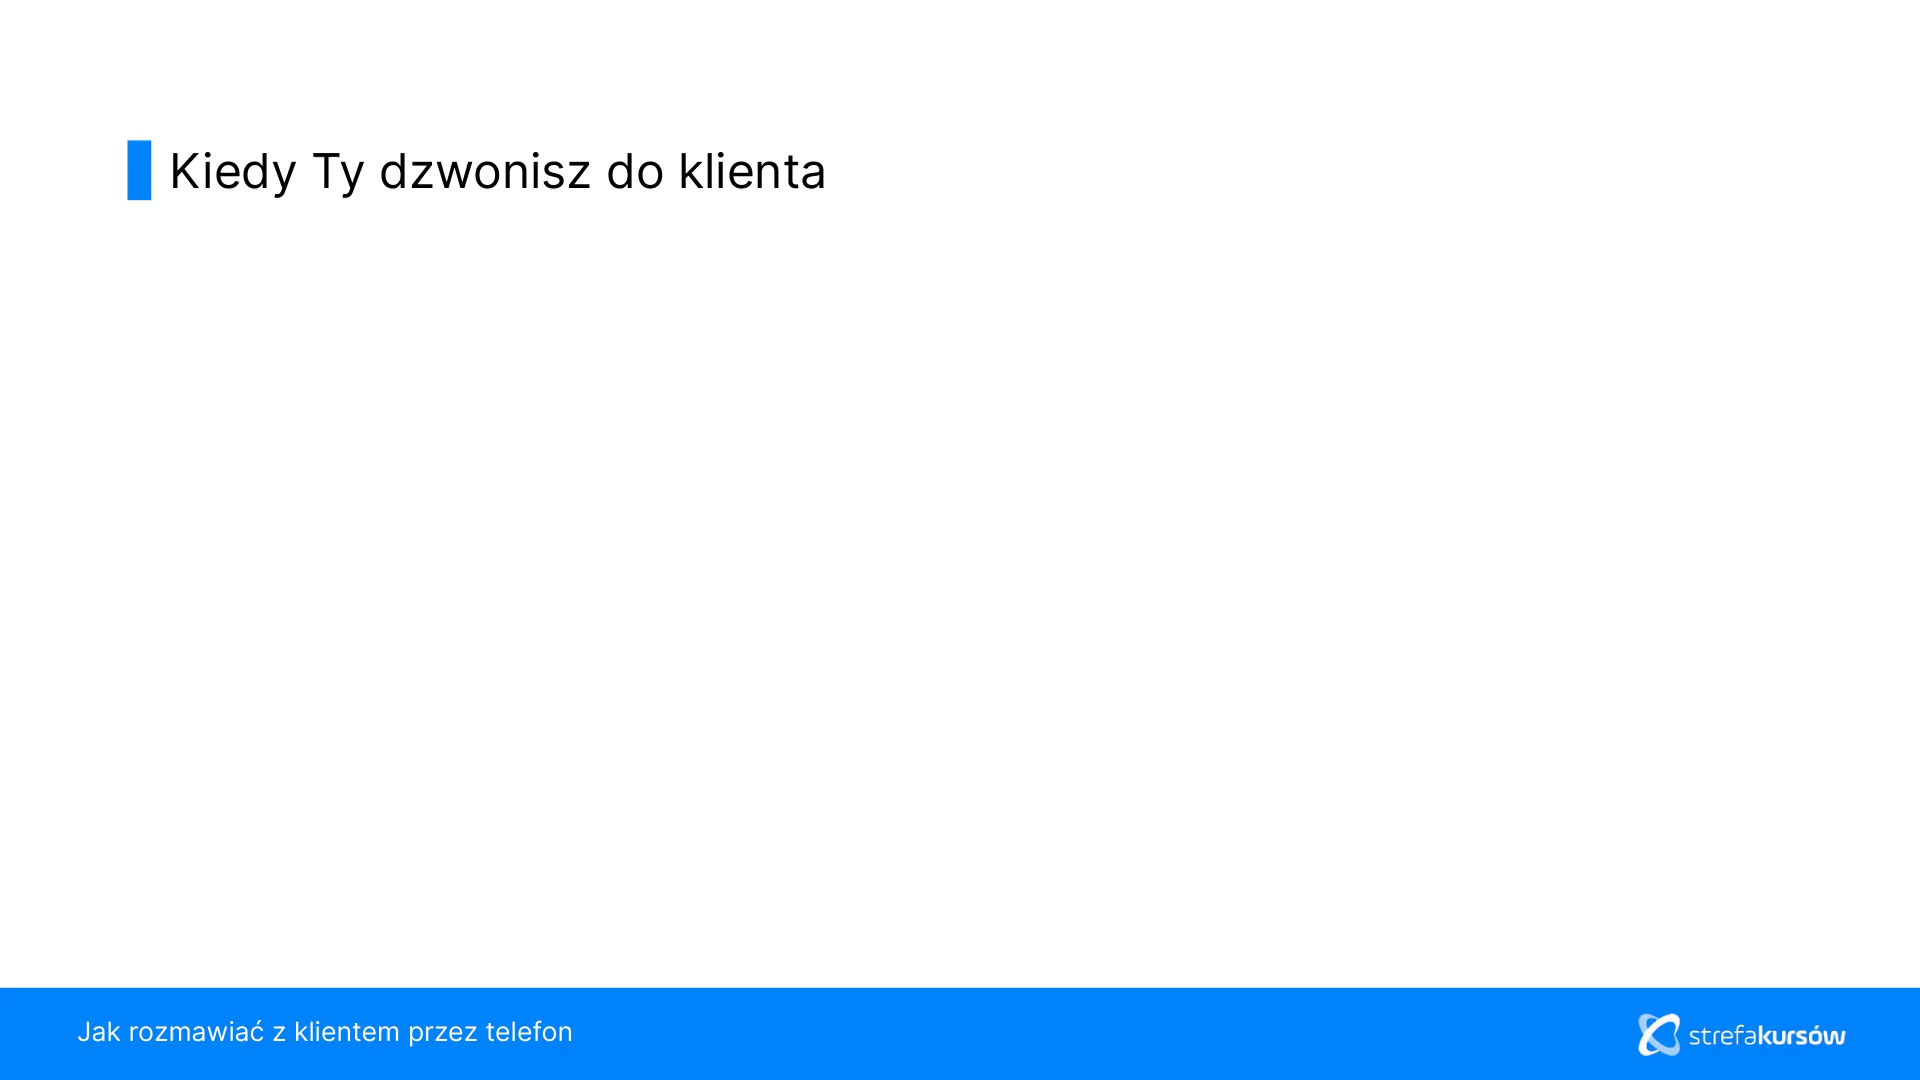 Kiedy Ty dzwonisz do klienta
Jak rozmawiać z klientem przez telefon
strefakursów